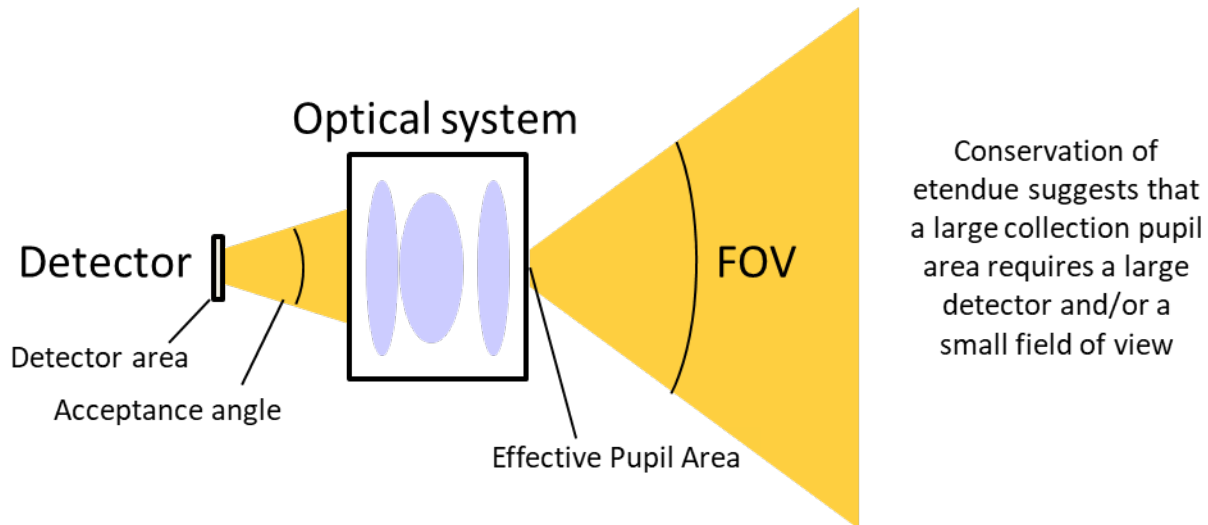 Optical system
Detector
FOV
Detector area
Acceptance angle
Effective Pupil Area
Conservation of
etendue suggests that
a large collection pupil
area requires a large
detector and/or a
small field of view